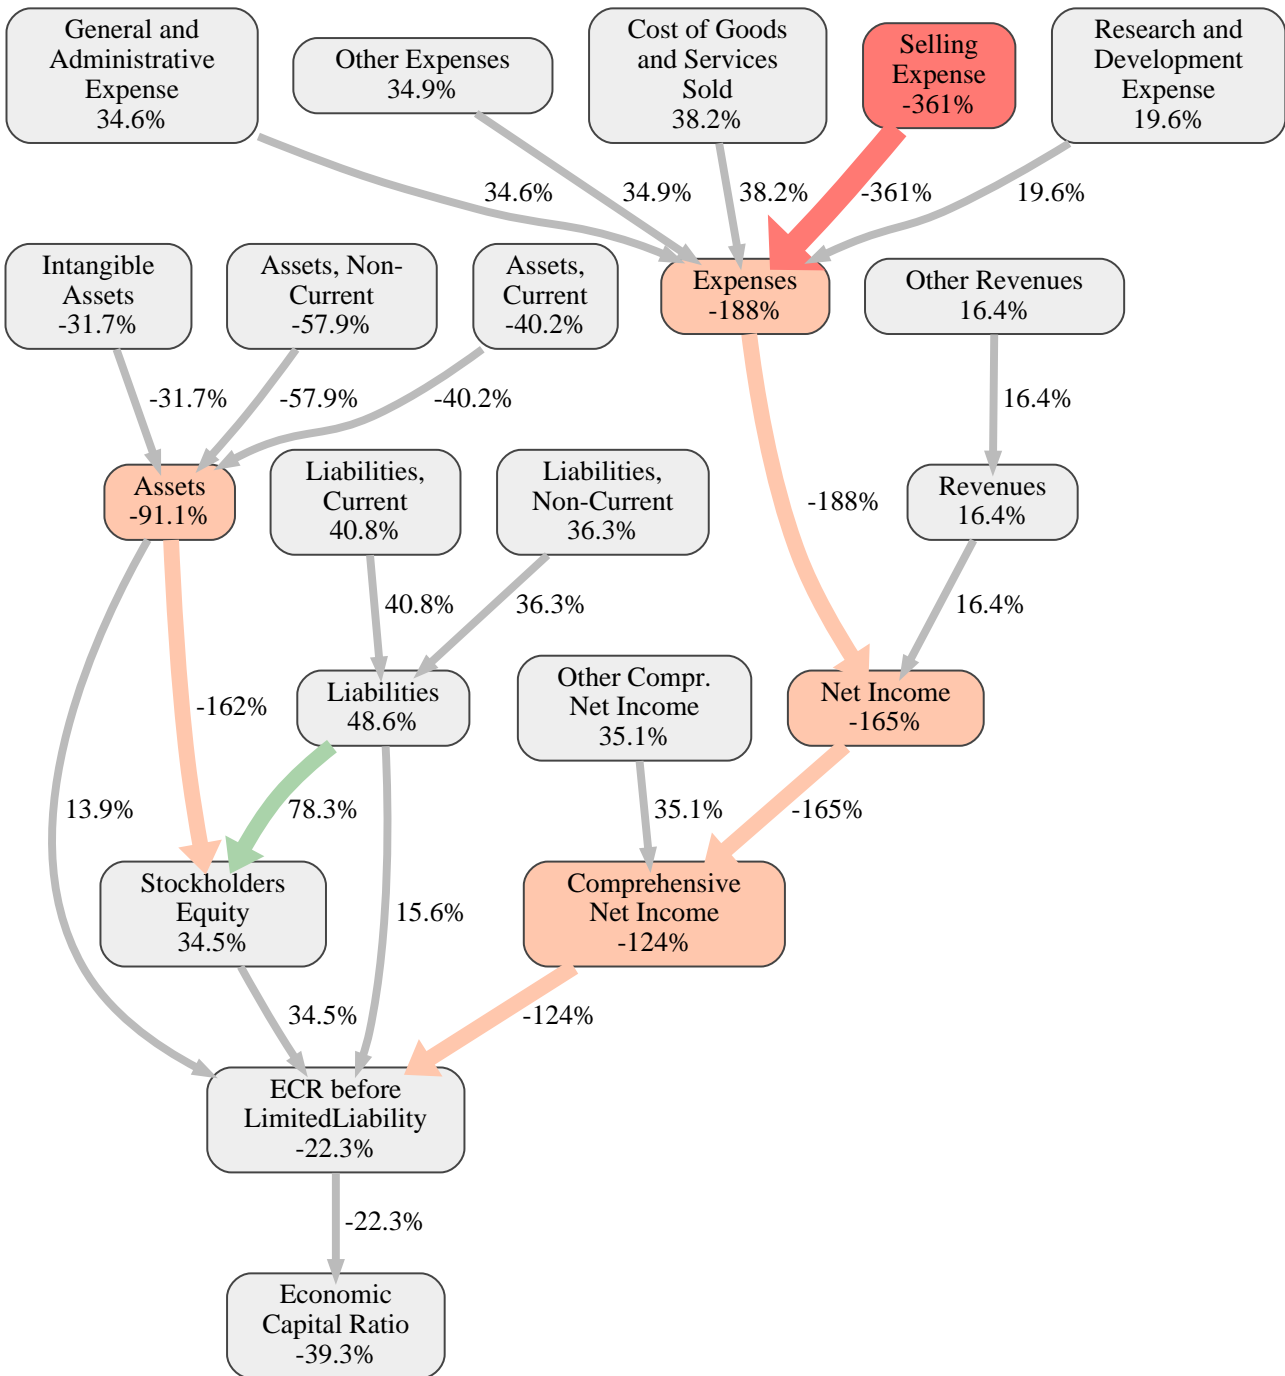 General and
Administrative
Expense
34.6%
Other Expenses
34.9%
Cost of Goods
and Services
Sold
38.2%
Selling
Expense
-361%
Research and
Development
Expense
19.6%
34.6%
34.9%
38.2%
-361%
19.6%
Intangible
Assets
-31.7%
Assets, Non-
Current
-57.9%
Assets,
Current
-40.2%
Expenses
-188%
Other Revenues
16.4%
-31.7%
-57.9%
-40.2%
16.4%
Assets
-91.1%
Liabilities,
Current
40.8%
Liabilities,
Non-Current
36.3%
-188%
Revenues
16.4%
40.8%
36.3%
16.4%
-162%
Liabilities
48.6%
Other Compr.
Net Income
35.1%
Net Income
-165%
13.9%
78.3%
35.1%
-165%
Stockholders
Equity
34.5%
15.6%
Comprehensive
Net Income
-124%
34.5%
-124%
ECR before
LimitedLiability
-22.3%
-22.3%
Economic
Capital Ratio
-39.3%